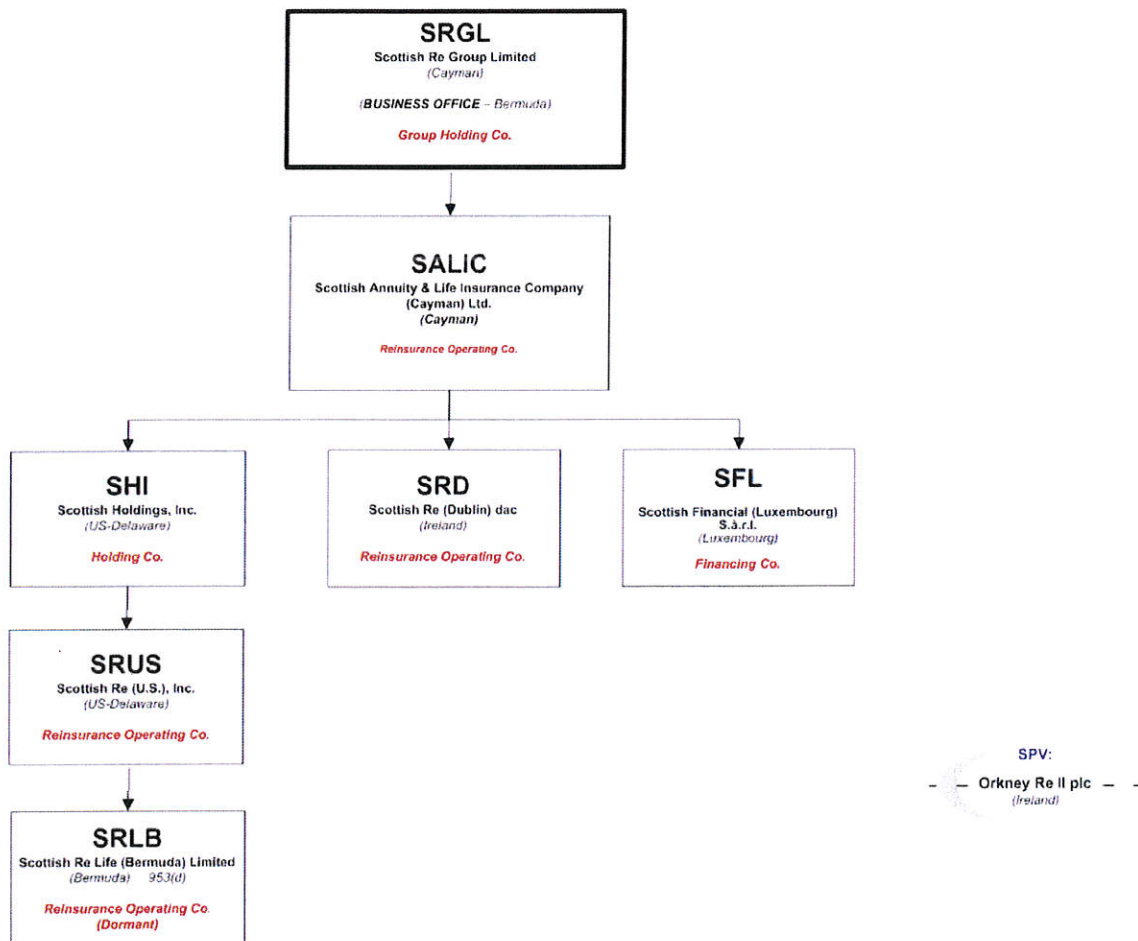 SRGL
Scottish Re Group Limited
(Cayman)
(BUSINESS OFFICE – Bermuda)
Group Holding Co.
SALIC
Scottish Annuity & Life Insurance Company
(Cayman) Ltd.
(Cayman)
Reinsurance Operating Co.
SHI
Scottish Holdings, Inc.
(US-Delaware)
Holding Co.
SRD
Scottish Re (Dublin) dac
(Ireland)
Reinsurance Operating Co.
SFL
Scottish Financial (Luxembourg)
S.à.r.l.
(Luxembourg)
Financing Co.
SRUS
Scottish Re (U.S.), Inc.
(US-Delaware)
Reinsurance Operating Co.
SPV:
Orkney Re II plc
(Ireland)
SRLB
Scottish Re Life (Bermuda) Limited
(Bermuda) 953(d)
Reinsurance Operating Co.
(Dormant)